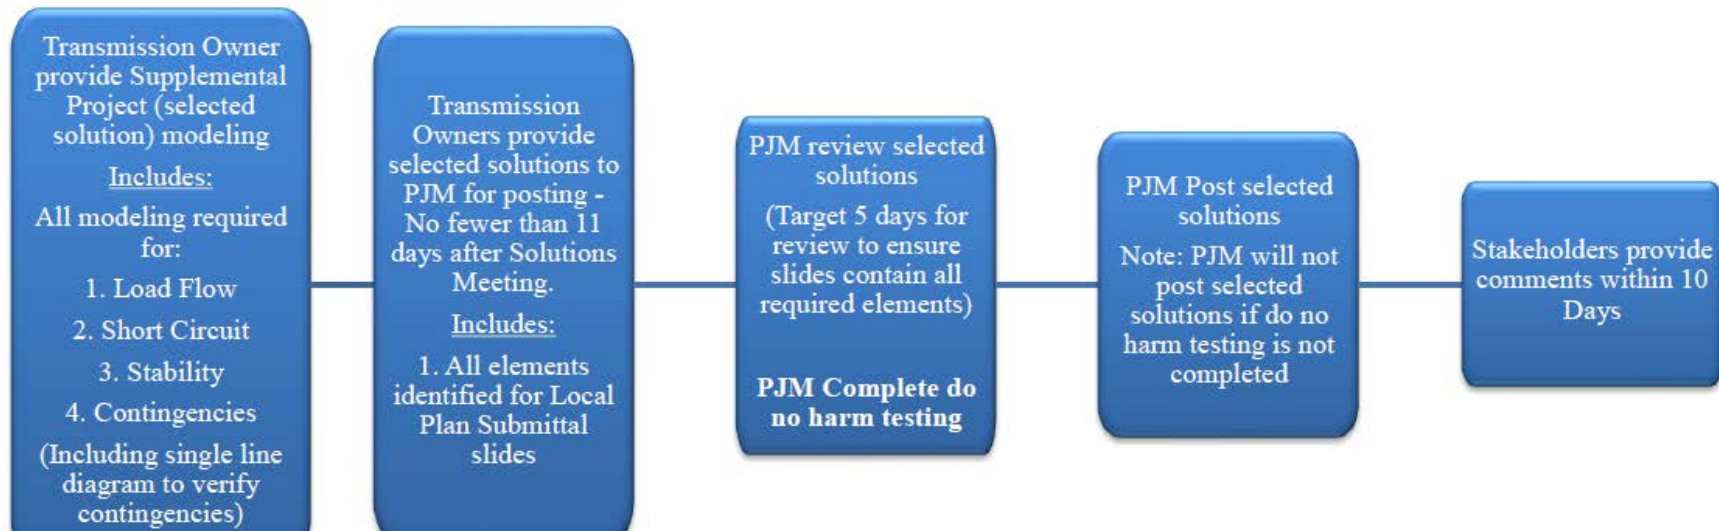 Transmission Owner
provide Supplemental
Project (selected
solution) modeling
Includes:
All modeling required
for:
1. Load Flow
2. Short Circuit
3. Stability
4. Contingencies
(Including single line
diagram to verify
contingencies)
Transmission
Owners provide
selected solutions to
PJM for posting -
No fewer than 11
days after Solutions
Meeting.
Includes:
1. All elements
identified for Local
Plan Submittal
slides
PJM review selected
solutions
(Target 5 days for
review to ensure
slides contain all
required elements)
PJM Complete do
no harm testing
PJM Post selected
solutions
Note: PJM will not
post selected
solutions if do no
harm testing is not
completed
Stakeholders provide
comments within 10
Days